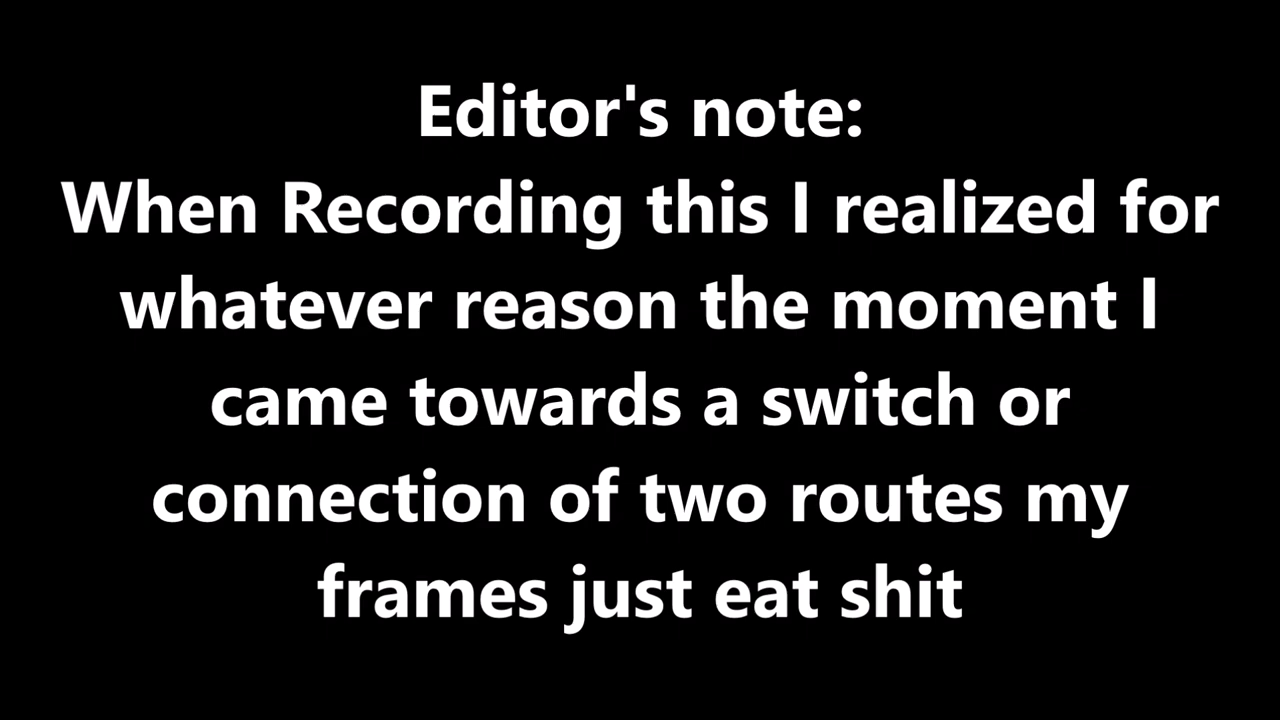 Editor's note:
When Recording this I realized for
whatever reason the moment I
came towards a switch or
connection of two routes my
frames just eat shit